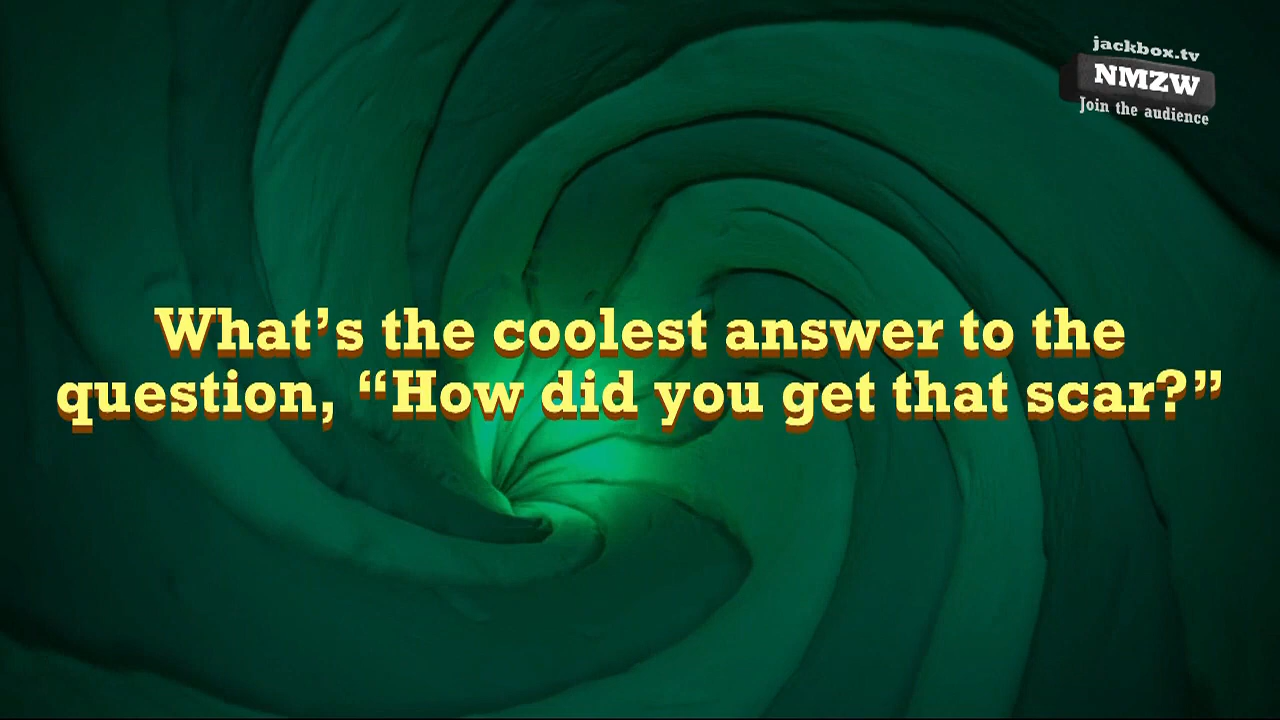 jackbox.tv
NMZW
Join the audience
What’s the coolest answer to the
question, “How did you get that scar?”